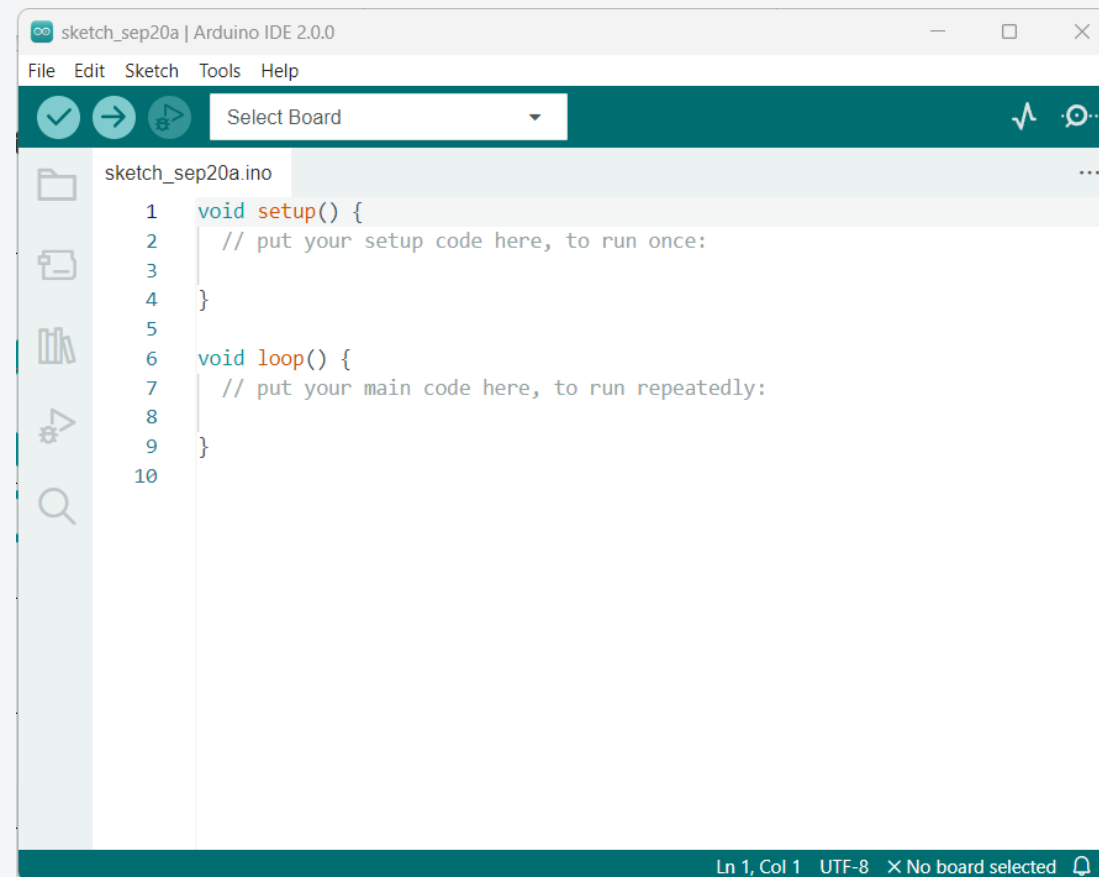 sketch_sep20a | Arduino IDE 2.0.0
File Edit Sketch Tools Help
Select Board
sketch_sep20a.ino
1 void setup() {
2 // put your setup code here, to run once:
3
4 }
5
6 void loop() {
7 // put your main code here, to run repeatedly:
8
9 }
10
Ln 1, Col 1 UTF-8 No board selected